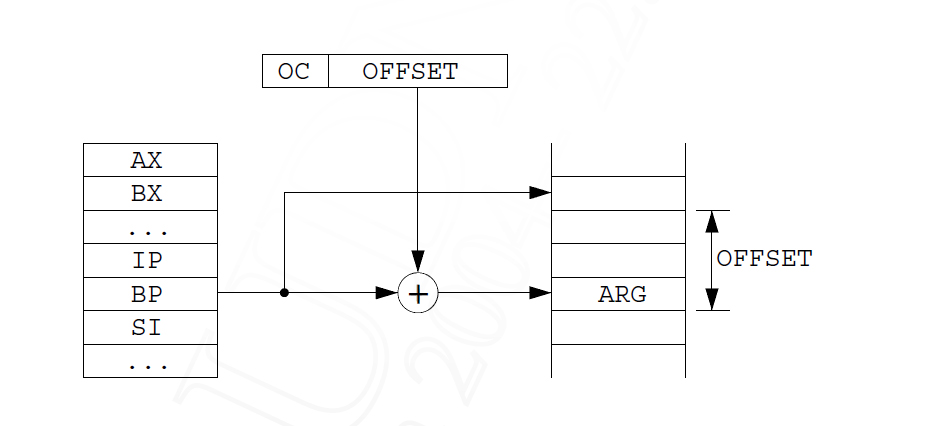 OC OFFSET
AX
BX
...
IP
BP
SI
...
+
ARG
OFFSET